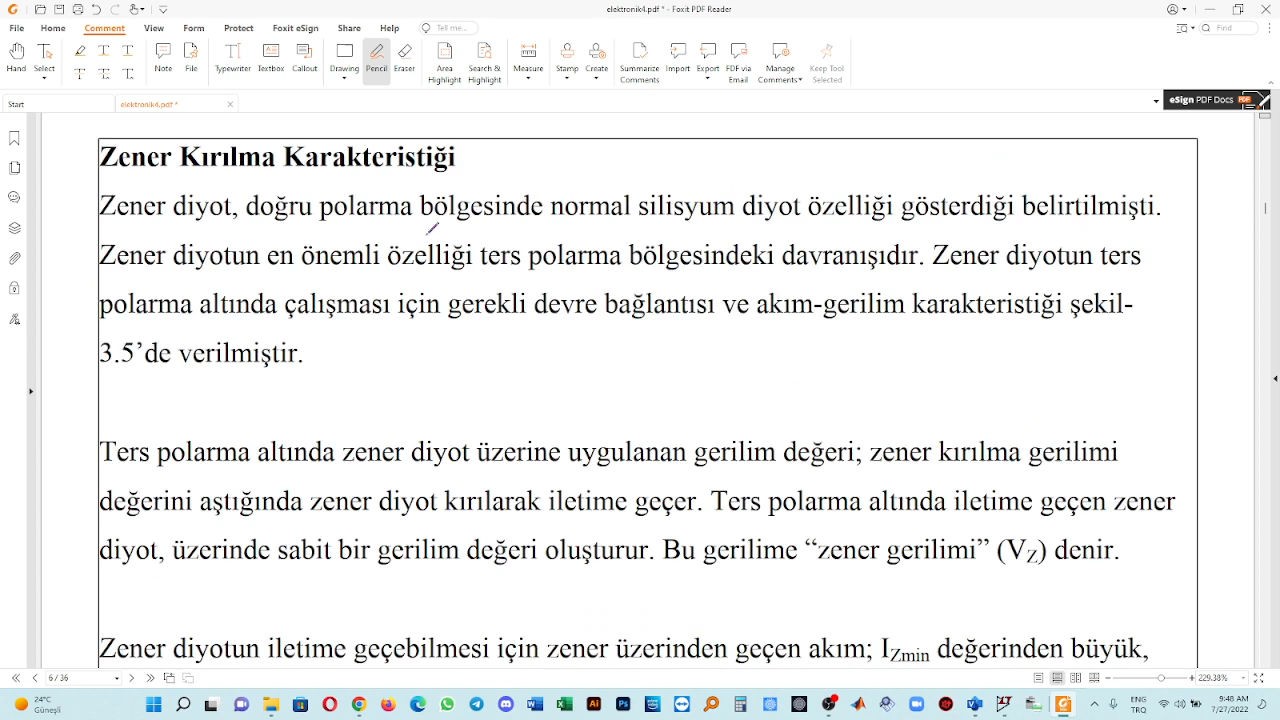 elektronik4.pdf * - Foxit PDF Reader
File Home Comment View Form Protect Foxit eSign Share Help Tell me... Find
Hand Select Note File Typewriter Textbox Callout Drawing Pencil Eraser Area Highlight Search & Highlight Measure Stamp Create Summarize Comments Import Export PDF via Email Manage Comments Keep Tool Selected
Start elektronik4.pdf * eSign PDF Docs
Zener Kırılma Karakteristiği
Zener diyot, doğru polarma bölgesinde normal silisyum diyot özelliği gösterdiği belirtilmişti.
Zener diyotun en önemli özelliği ters polarma bölgesindeki davranışıdır. Zener diyotun ters
polarma altında çalışması için gerekli devre bağlantısı ve akım-gerilim karakteristiği şekil-
3.5’de verilmiştir.
Ters polarma altında zener diyot üzerine uygulanan gerilim değeri; zener kırılma gerilimi
değerini aştığında zener diyot kırılarak iletime geçer. Ters polarma altında iletime geçen zener
diyot, üzerinde sabit bir gerilim değeri oluşturur. Bu gerilime “zener gerilimi” (VZ) denir.
Zener diyotun iletime geçebilmesi için zener üzerinden geçen akım; IZmin değerinden büyük,
6 / 36 229.38%
24°C ENG 9:48 AM
Güneşli TRQ 7/27/2022